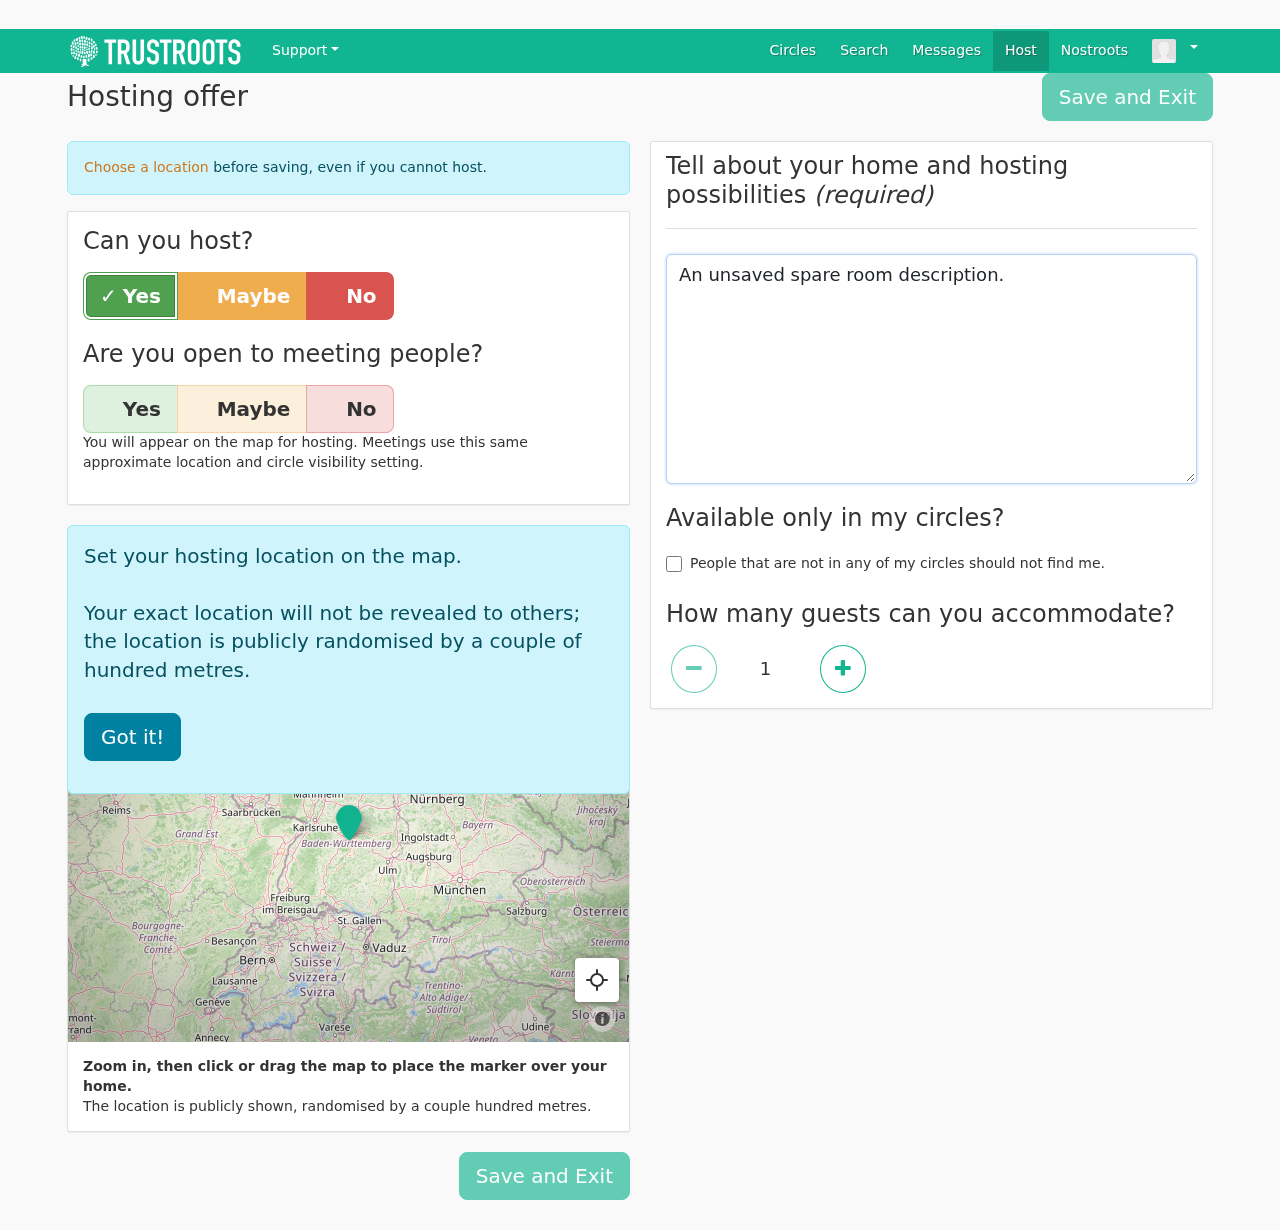 TRUSTROOTS
Support
Circles
Search
Messages
Host
Nostroots
Hosting offer
Save and Exit
Choose a location before saving, even if you cannot host.
Can you host?
✓ Yes
Maybe
No
Are you open to meeting people?
Yes
Maybe
No
You will appear on the map for hosting. Meetings use this same
approximate location and circle visibility setting.
Set your hosting location on the map.
Your exact location will not be revealed to others;
the location is publicly randomised by a couple of
hundred metres.
Got it!
Reims
Saarbrücken
Nürnberg
Jihočeský
kraj
Grand Est
Karlsruhe
Baden-Württemberg
Ingolstadt
Bayern
Augsburg
Ulm
München
Oberösterreich
Freiburg
im Breisgau
Salzburg
St. Gallen
Bourgogne-
Franche-
Comté
Besançon
Bern
Schweiz /
Suisse /
Svizzera /
Svizra
Vaduz
Tirol
Lausanne
Genève
Trentino-
Alto Adige/
Südtirol
Varese
Udine
Annecy
Zoom in, then click or drag the map to place the marker over your
home.
The location is publicly shown, randomised by a couple hundred metres.
Save and Exit
Tell about your home and hosting
possibilities (required)
An unsaved spare room description.
Available only in my circles?
People that are not in any of my circles should not find me.
How many guests can you accommodate?
1